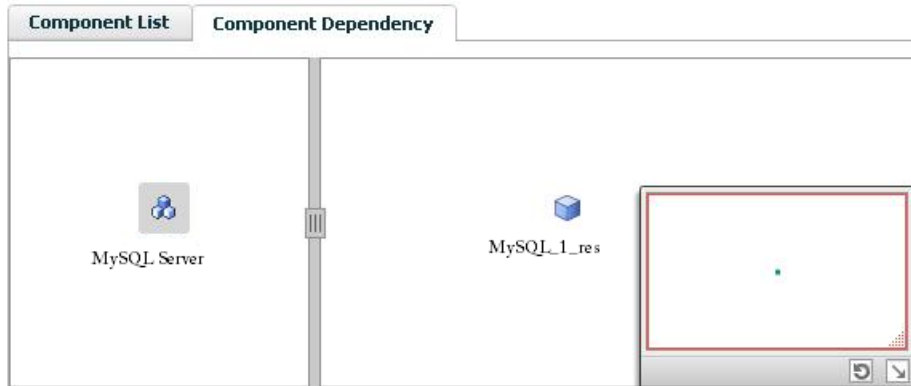 Component List
Component Dependency
MySQL Server
MySQL_1_res